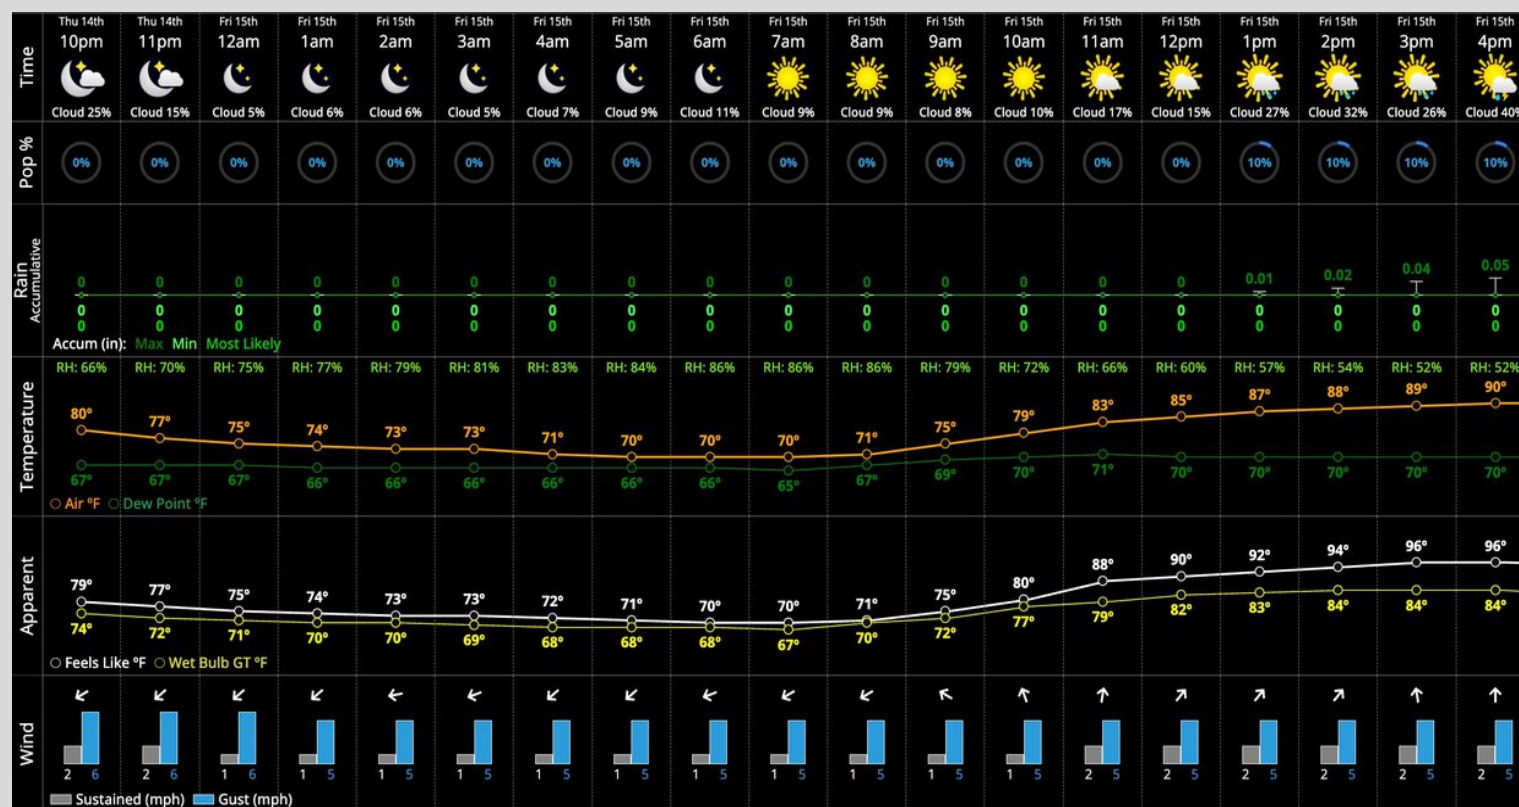 Thu 14th Thu 14th Fri 15th Fri 15th Fri 15th Fri 15th Fri 15th Fri 15th Fri 15th Fri 15th Fri 15th Fri 15th Fri 15th Fri 15th Fri 15th Fri 15th Fri 15th Fri 15th Fri 15th
Time 10pm 11pm 12am 1am 2am 3am 4am 5am 6am 7am 8am 9am 10am 11am 12pm 1pm 2pm 3pm 4pm
Cloud 25% Cloud 15% Cloud 5% Cloud 6% Cloud 6% Cloud 5% Cloud 7% Cloud 9% Cloud 11% Cloud 9% Cloud 9% Cloud 8% Cloud 10% Cloud 17% Cloud 15% Cloud 27% Cloud 32% Cloud 26% Cloud 40%
Pop % 0% 0% 0% 0% 0% 0% 0% 0% 0% 0% 0% 0% 0% 0% 0% 10% 10% 10% 10%
Rain
Accumulative
0 0 0 0 0 0 0 0 0 0 0 0 0 0 0 0.01 0.02 0.04 0.05
0 0 0 0 0 0 0 0 0 0 0 0 0 0 0 0 0 0 0
0 0 0 0 0 0 0 0 0 0 0 0 0 0 0 0 0 0 0
Accum (in): Max Min Most Likely
RH: 66% RH: 70% RH: 75% RH: 77% RH: 79% RH: 81% RH: 83% RH: 84% RH: 86% RH: 86% RH: 86% RH: 79% RH: 72% RH: 66% RH: 60% RH: 57% RH: 54% RH: 52% RH: 52%
Temperature
80° 77° 75° 74° 73° 73° 71° 70° 70° 70° 71° 75° 79° 83° 85° 87° 88° 89° 90°
67° 67° 67° 66° 66° 66° 66° 66° 66° 65° 67° 69° 70° 71° 70° 70° 70° 70° 70°
Air °F Dew Point °F
Apparent
79° 77° 75° 74° 73° 73° 72° 71° 70° 70° 71° 75° 80° 88° 90° 92° 94° 96° 96°
74° 72° 71° 70° 70° 69° 68° 68° 68° 67° 70° 72° 77° 79° 82° 83° 84° 84° 84°
Feels Like °F Wet Bulb GT °F
Wind
2 6 2 6 1 6 1 5 1 5 1 5 1 5 1 5 1 5 1 5 1 5 1 5 1 5 2 5 2 5 2 5 2 5 2 5 2 5
Sustained (mph) Gust (mph)